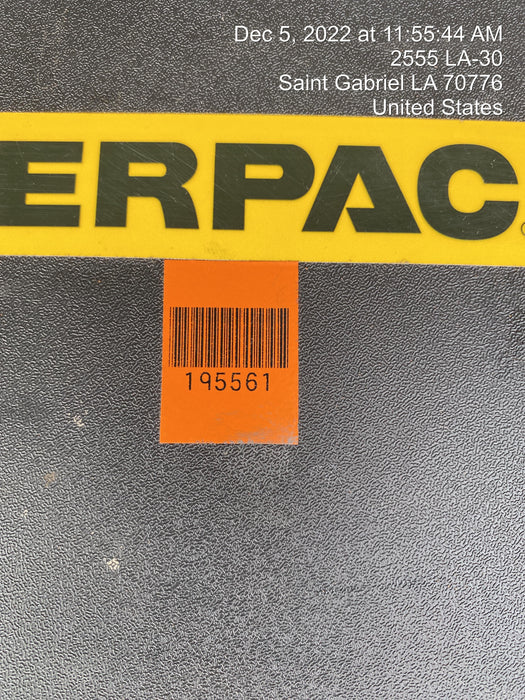 Dec 5, 2022 at 11:55:44 AM
2555 LA-30
Saint Gabriel LA 70776
United States
ERPAC
195561